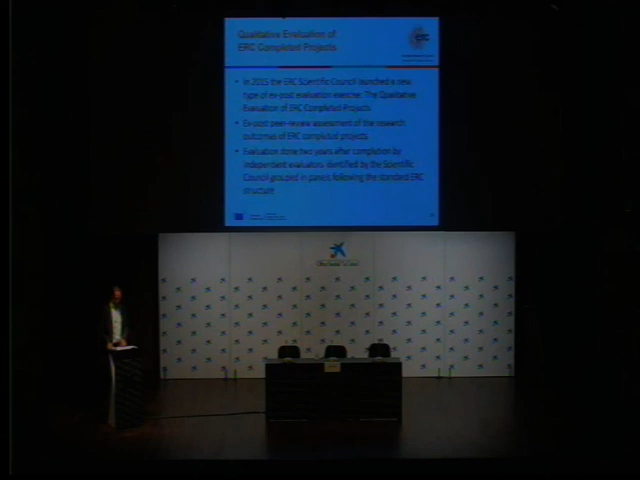 Qualitative Evaluation of
ERC Completed Projects
• In 2015 the ERC Scientific Council launched a new
type of ex-post evaluation exercise: The Qualitative
Evaluation of ERC Completed Projects
• Ex-post peer-review assessment of the research
outcomes of ERC completed projects
• Evaluation done two years after completion by
independent evaluators identified by the Scientific
Council grouped in panels following the standard ERC
structure
erc